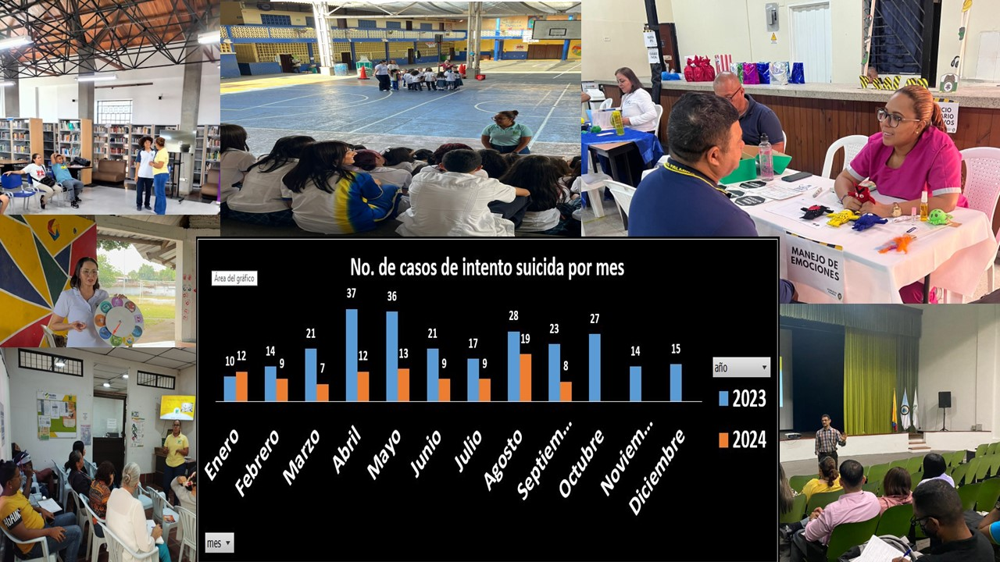 MANEJO DE
EMOCIONES
No. de casos de intento suicida por mes
Área del gráfico
37
36
28
27
23
21
21
19
17
15
14
14
13
12
12
10
9
9
9
8
7
año
2023
2024
Enero
Febrero
Marzo
Abril
Mayo
Junio
Julio
Agosto
Septiem...
Octubre
Noviem...
Diciembre
mes
AGAIN